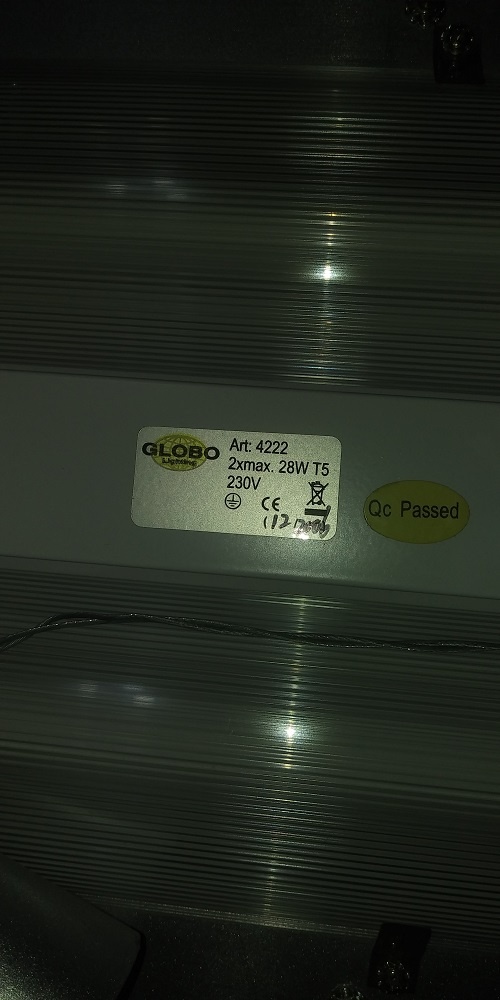 GLOBO
Lighting
Art: 4222
2xmax. 28W T5
230V
CE
Qc Passed